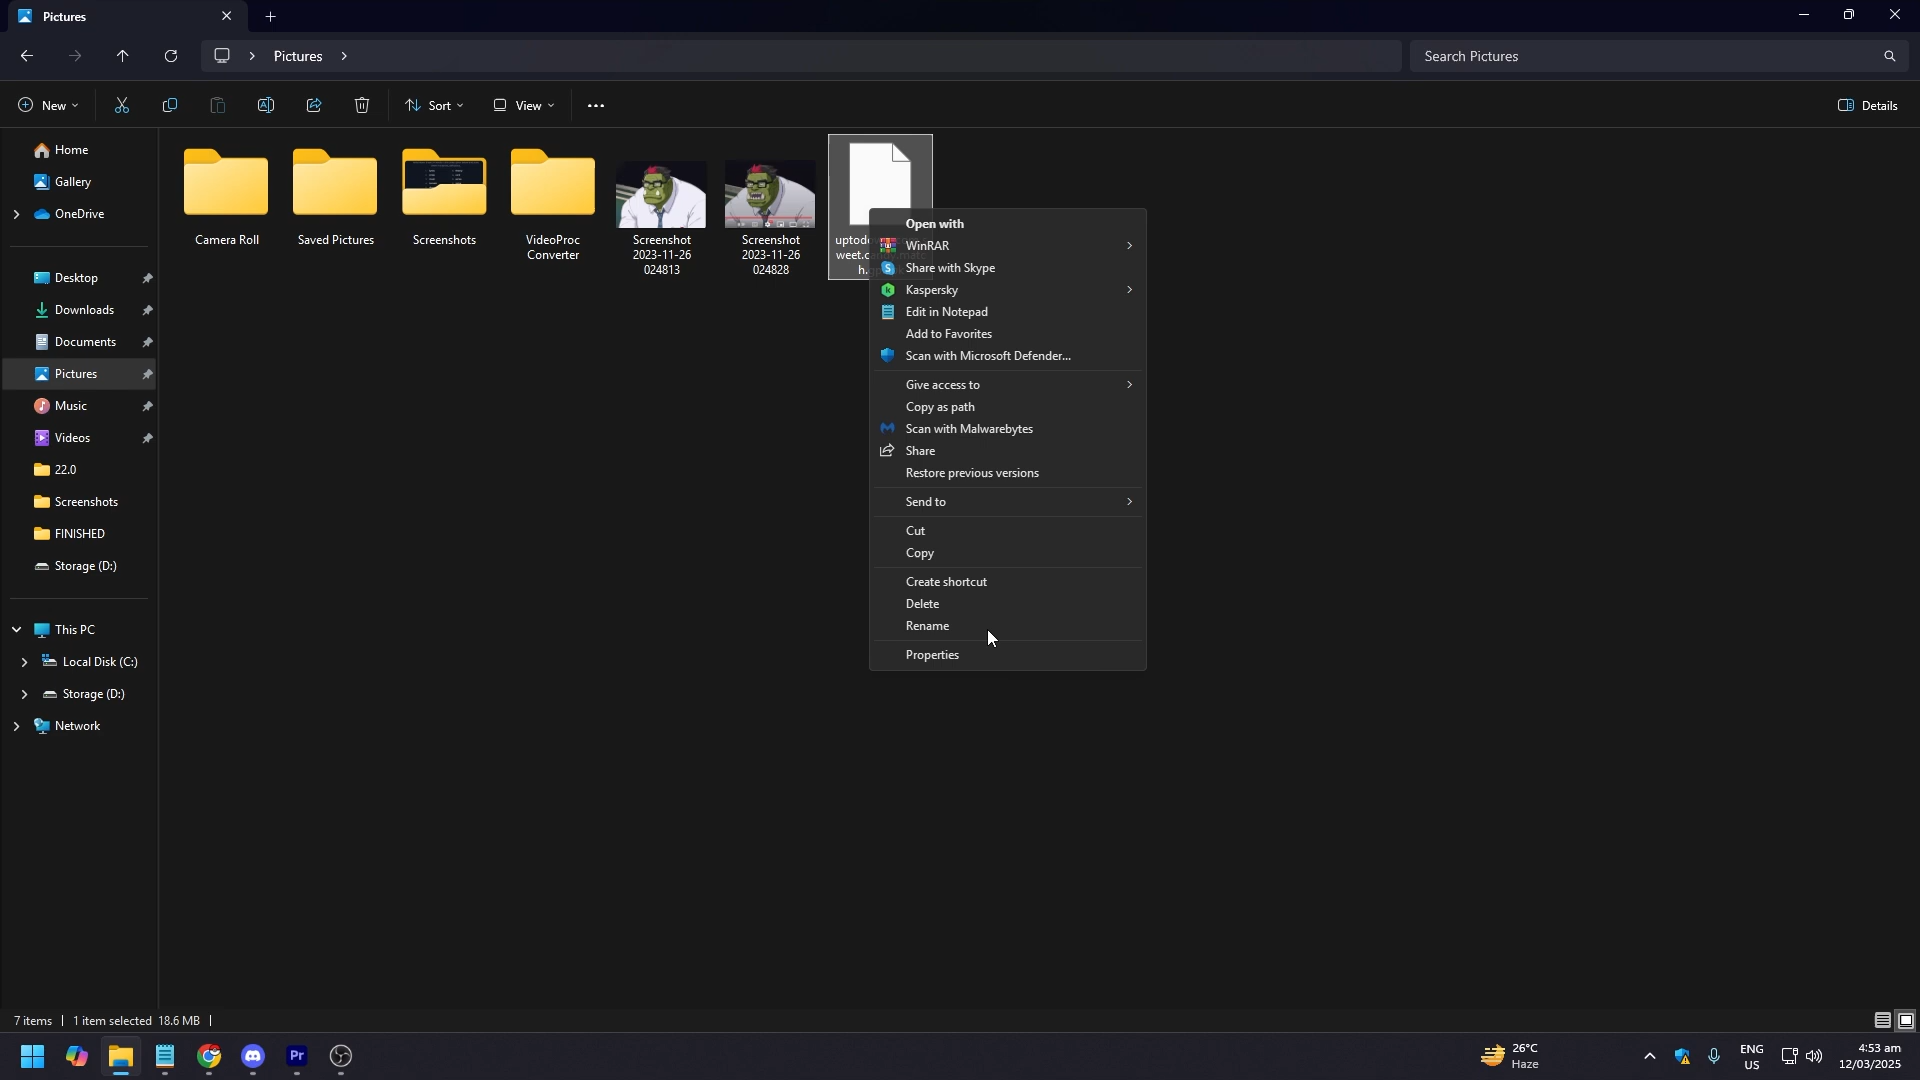 Pictures
Pictures
Search Pictures
New
Sort
View
Details
Home
Gallery
OneDrive
Desktop
Downloads
Documents
Pictures
Music
Videos
22.0
Screenshots
FINISHED
Storage (D:)
This PC
Local Disk (C:)
Storage (D:)
Network
Camera Roll
Saved Pictures
Screenshots
VideoProc
Converter
Screenshot
2023-11-26
024813
Screenshot
2023-11-26
024828
Open with
WinRAR
Share with Skype
Kaspersky
Edit in Notepad
Add to Favorites
Scan with Microsoft Defender...
Give access to
Copy as path
Scan with Malwarebytes
Share
Restore previous versions
Send to
Cut
Copy
Create shortcut
Delete
Rename
Properties
7 items
1 item selected 18.6 MB
Pr
26°C
Haze
ENG
US
4:53 am
12/03/2025